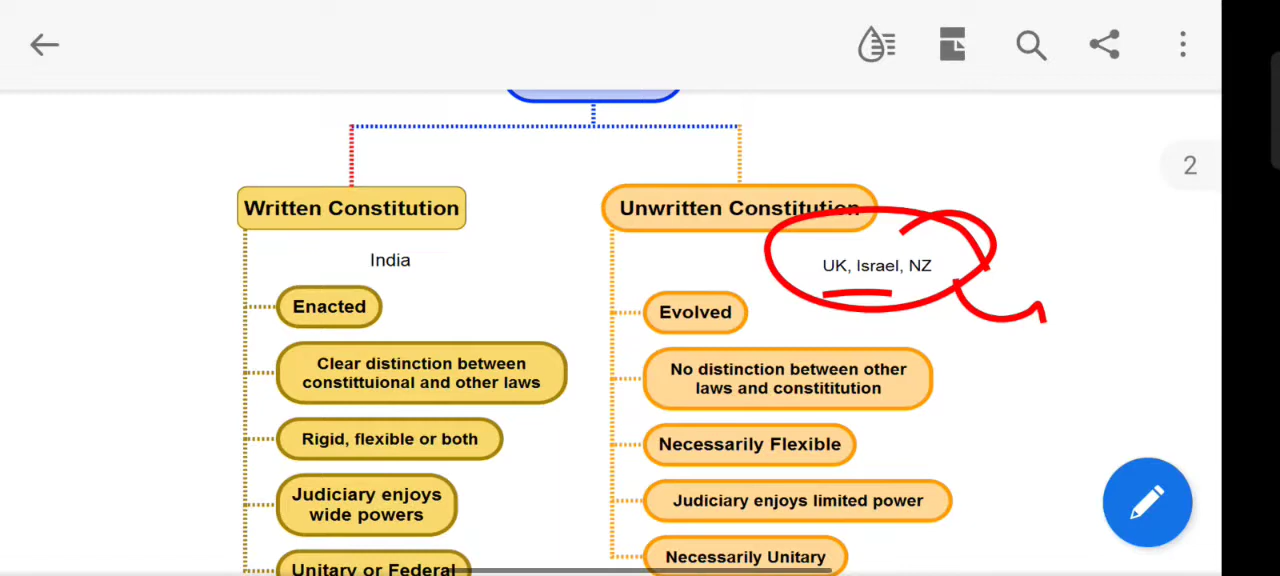 2
Written Constitution
India
Enacted
Clear distinction between
constittuional and other laws
Rigid, flexible or both
Judiciary enjoys
wide powers
Unitary or Federal
Unwritten Constitution
UK, Israel, NZ
Evolved
No distinction between other
laws and constititution
Necessarily Flexible
Judiciary enjoys limited power
Necessarily Unitary